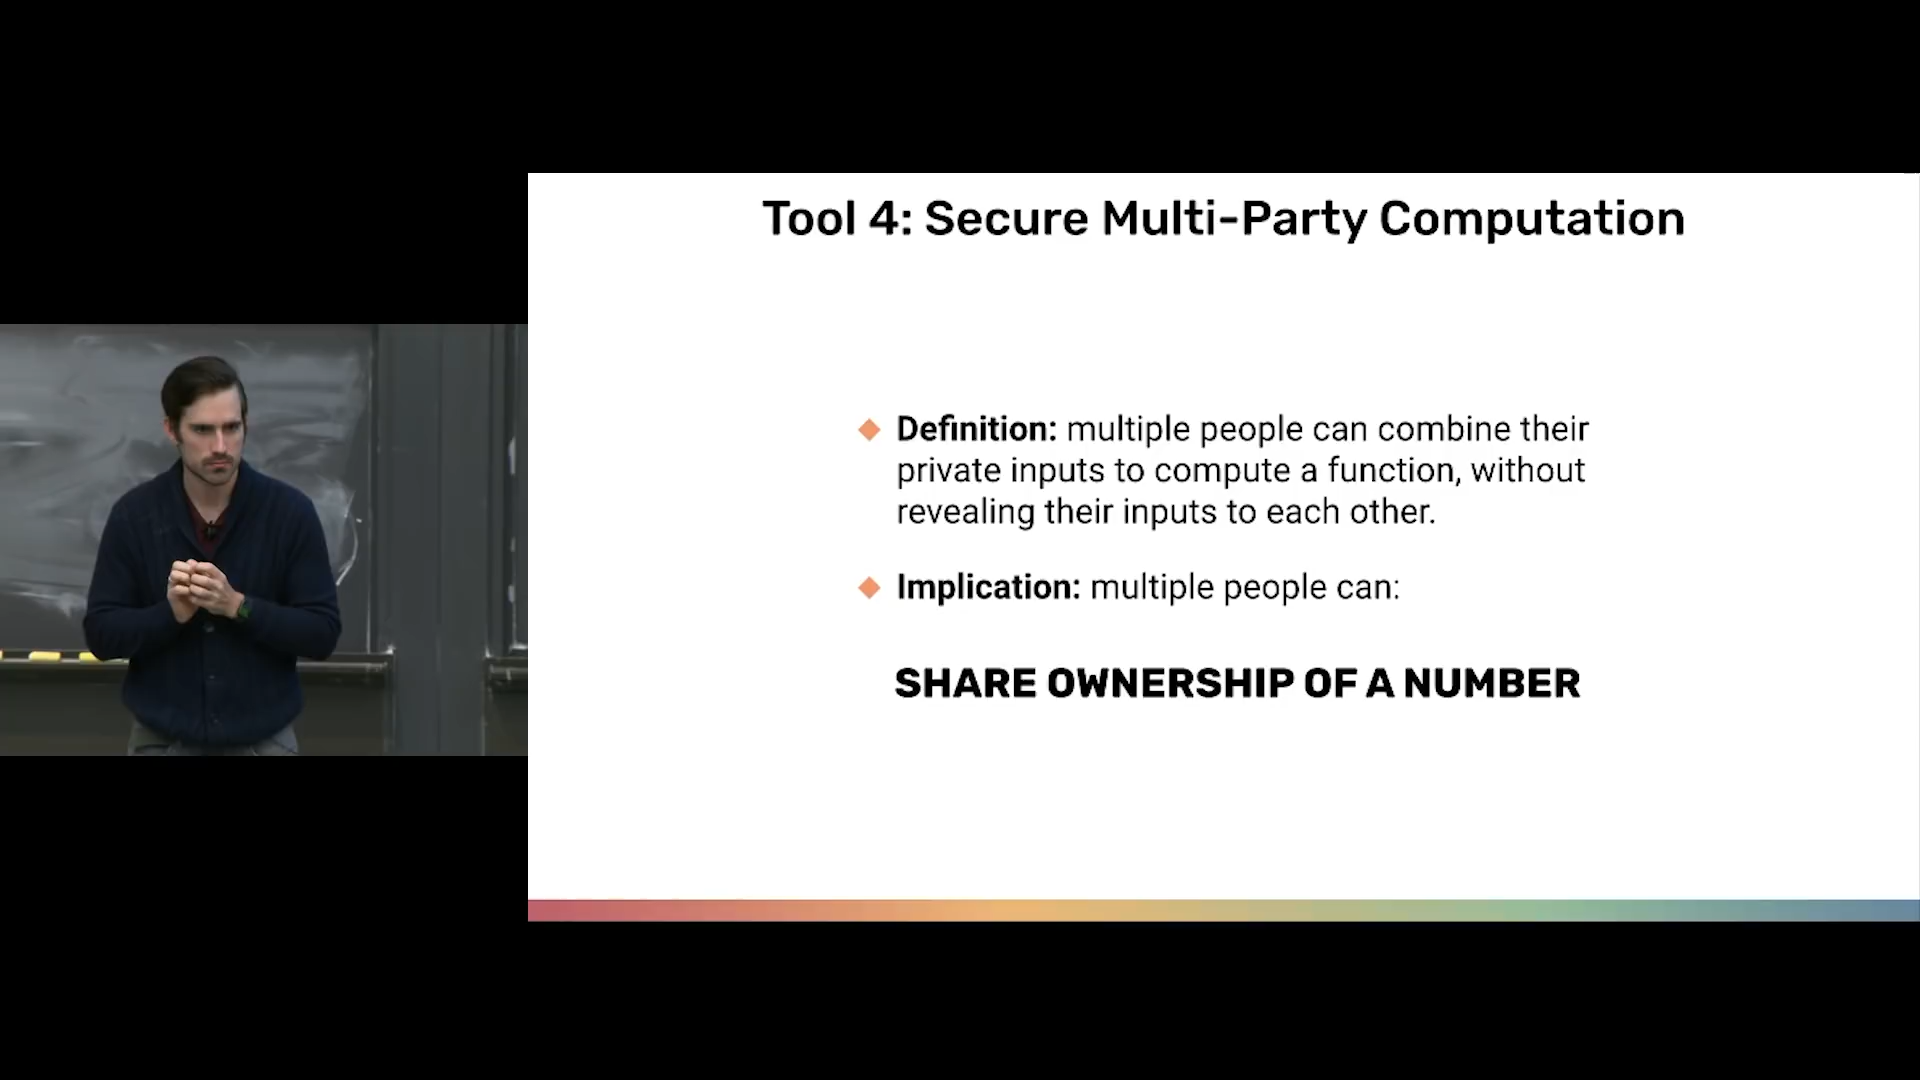 Tool 4: Secure Multi-Party Computation
Definition: multiple people can combine their
private inputs to compute a function, without
revealing their inputs to each other.
Implication: multiple people can:
SHARE OWNERSHIP OF A NUMBER